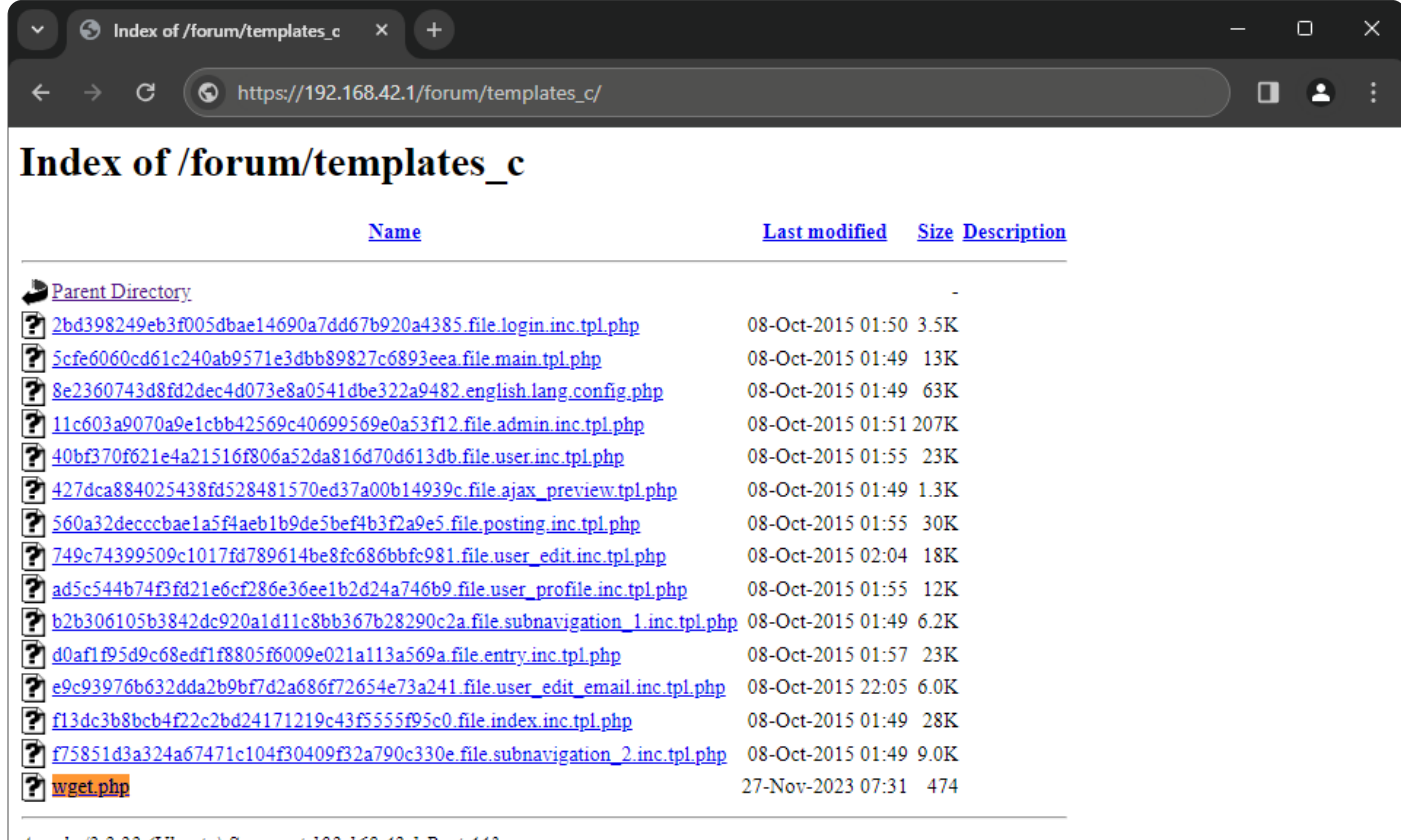 Index of /forum/templates_c
https://192.168.42.1/forum/templates_c/
Index of /forum/templates_c
Name Last modified Size Description
Parent Directory -
2bd398249eb3f005dbae14690a7dd67b920a4385.file.login.inc.tpl.php 08-Oct-2015 01:50 3.5K
5cfe6060cd61c240ab9571e3dbb89827c6893eea.file.main.tpl.php 08-Oct-2015 01:49 13K
8e2360743d8fd2dec4d073e8a0541dbe322a9482.english.lang.config.php 08-Oct-2015 01:49 63K
11c603a9070a9e1cbb42569c40699569e0a53f12.file.admin.inc.tpl.php 08-Oct-2015 01:51 207K
40bf370f621e4a21516f806a52da816d70d613db.file.user.inc.tpl.php 08-Oct-2015 01:55 23K
427dca884025438fd528481570ed37a00b14939c.file.ajax_preview.tpl.php 08-Oct-2015 01:49 1.3K
560a32decccbae1a5f4aeb1b9de5bef4b3f2a9e5.file.posting.inc.tpl.php 08-Oct-2015 01:55 30K
749c74399509c1017fd789614be8fc686bbfc981.file.user_edit.inc.tpl.php 08-Oct-2015 02:04 18K
ad5c544b74f3fd21e6cf286e36ee1b2d24a746b9.file.user_profile.inc.tpl.php 08-Oct-2015 01:55 12K
b2b306105b3842dc920a1d11c8bb367b28290c2a.file.subnavigation_1.inc.tpl.php 08-Oct-2015 01:49 6.2K
d0af1f95d9c68edf1f8805f6009e021a113a569a.file.entry.inc.tpl.php 08-Oct-2015 01:57 23K
e9c93976b632dda2b9bf7d2a686f72654e73a241.file.user_edit_email.inc.tpl.php 08-Oct-2015 22:05 6.0K
f13dc3b8bcb4f22c2bd24171219c43f5555f95c0.file.index.inc.tpl.php 08-Oct-2015 01:49 28K
f75851d3a324a67471c104f30409f32a790c330e.file.subnavigation_2.inc.tpl.php 08-Oct-2015 01:49 9.0K
wget.php 27-Nov-2023 07:31 474